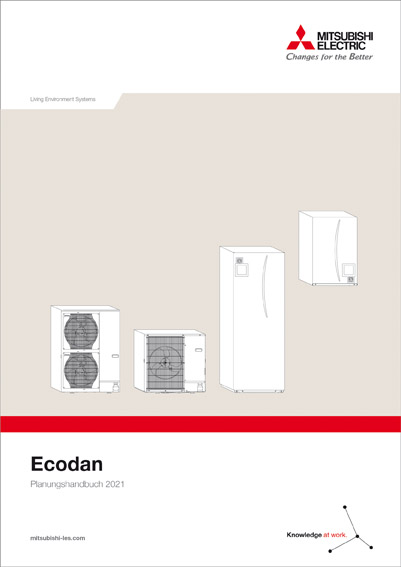 MITSUBISHI
ELECTRIC
Changes for the Better
Living Environment Systems
Ecodan
Planungshandbuch 2021
mitsubishi-les.com
Knowledge at work.